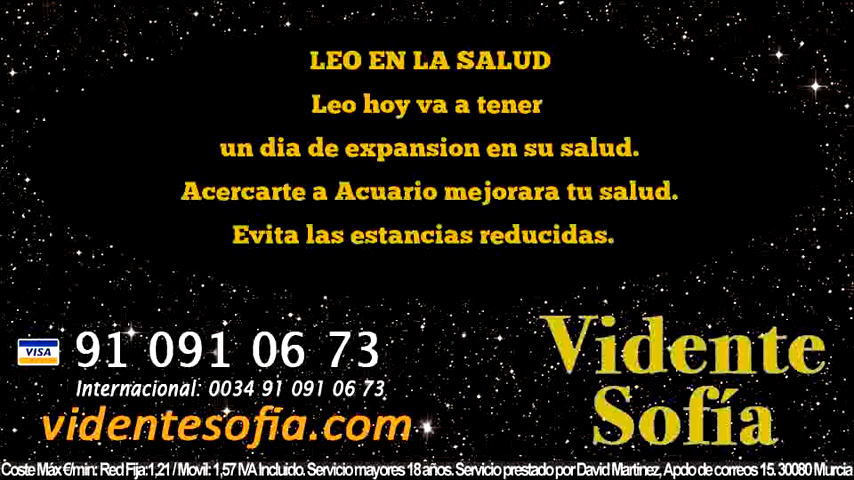 LEO EN LA SALUD
Leo hoy va a tener
un dia de expansion en su salud.
Acercarte a Acuario mejorara tu salud.
Evita las estancias reducidas.
VISA
91 091 06 73
Internacional: 0034 91 091 06 73
videntesofia.com
Vidente
Sofía
Coste Máx €/min: Red Fija:1,21 / Movil: 1,57 IVA Incluido. Servicio mayores 18 años. Servicio prestado por David Martinez, Apdo de correos 15. 30080 Murcia